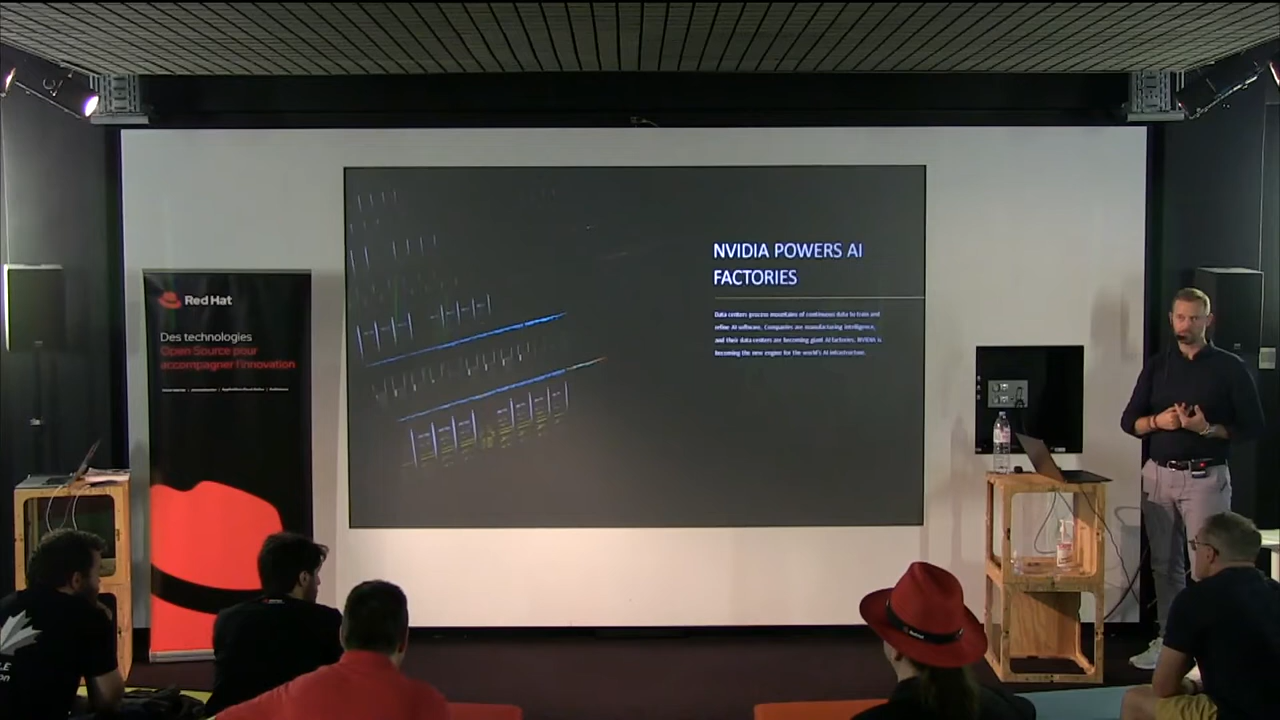 Red Hat
Des technologies
Open Source pour
accompagner l'innovation
NVIDIA POWERS AI
FACTORIES
Data centers process mountains of continuous data to train and
refine AI software. Companies are manufacturing intelligence,
and their data centers are becoming giant AI factories. NVIDIA is
becoming the new engine for the world's AI infrastructure.